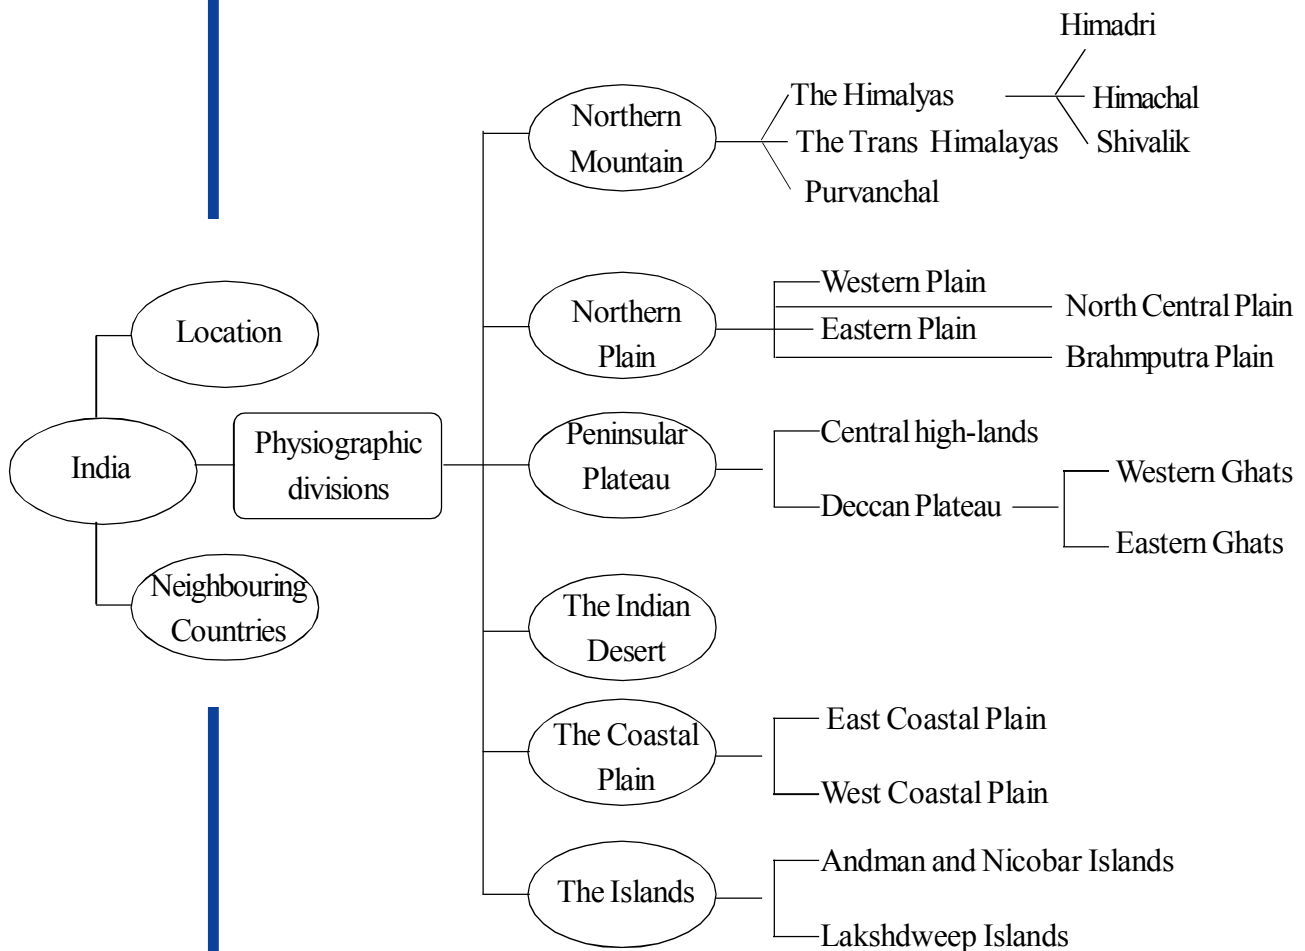 Himadri
Northern
Mountain
The Himalyas
Himachal
The Trans Himalayas
Shivalik
Purvanchal
Location
Northern
Plain
Western Plain
North Central Plain
Eastern Plain
Brahmputra Plain
India
Physiographic
divisions
Peninsular
Plateau
Central high-lands
Deccan Plateau
Western Ghats
Eastern Ghats
Neighbouring
Countries
The Indian
Desert
The Coastal
Plain
East Coastal Plain
West Coastal Plain
The Islands
Andman and Nicobar Islands
Lakshdweep Islands